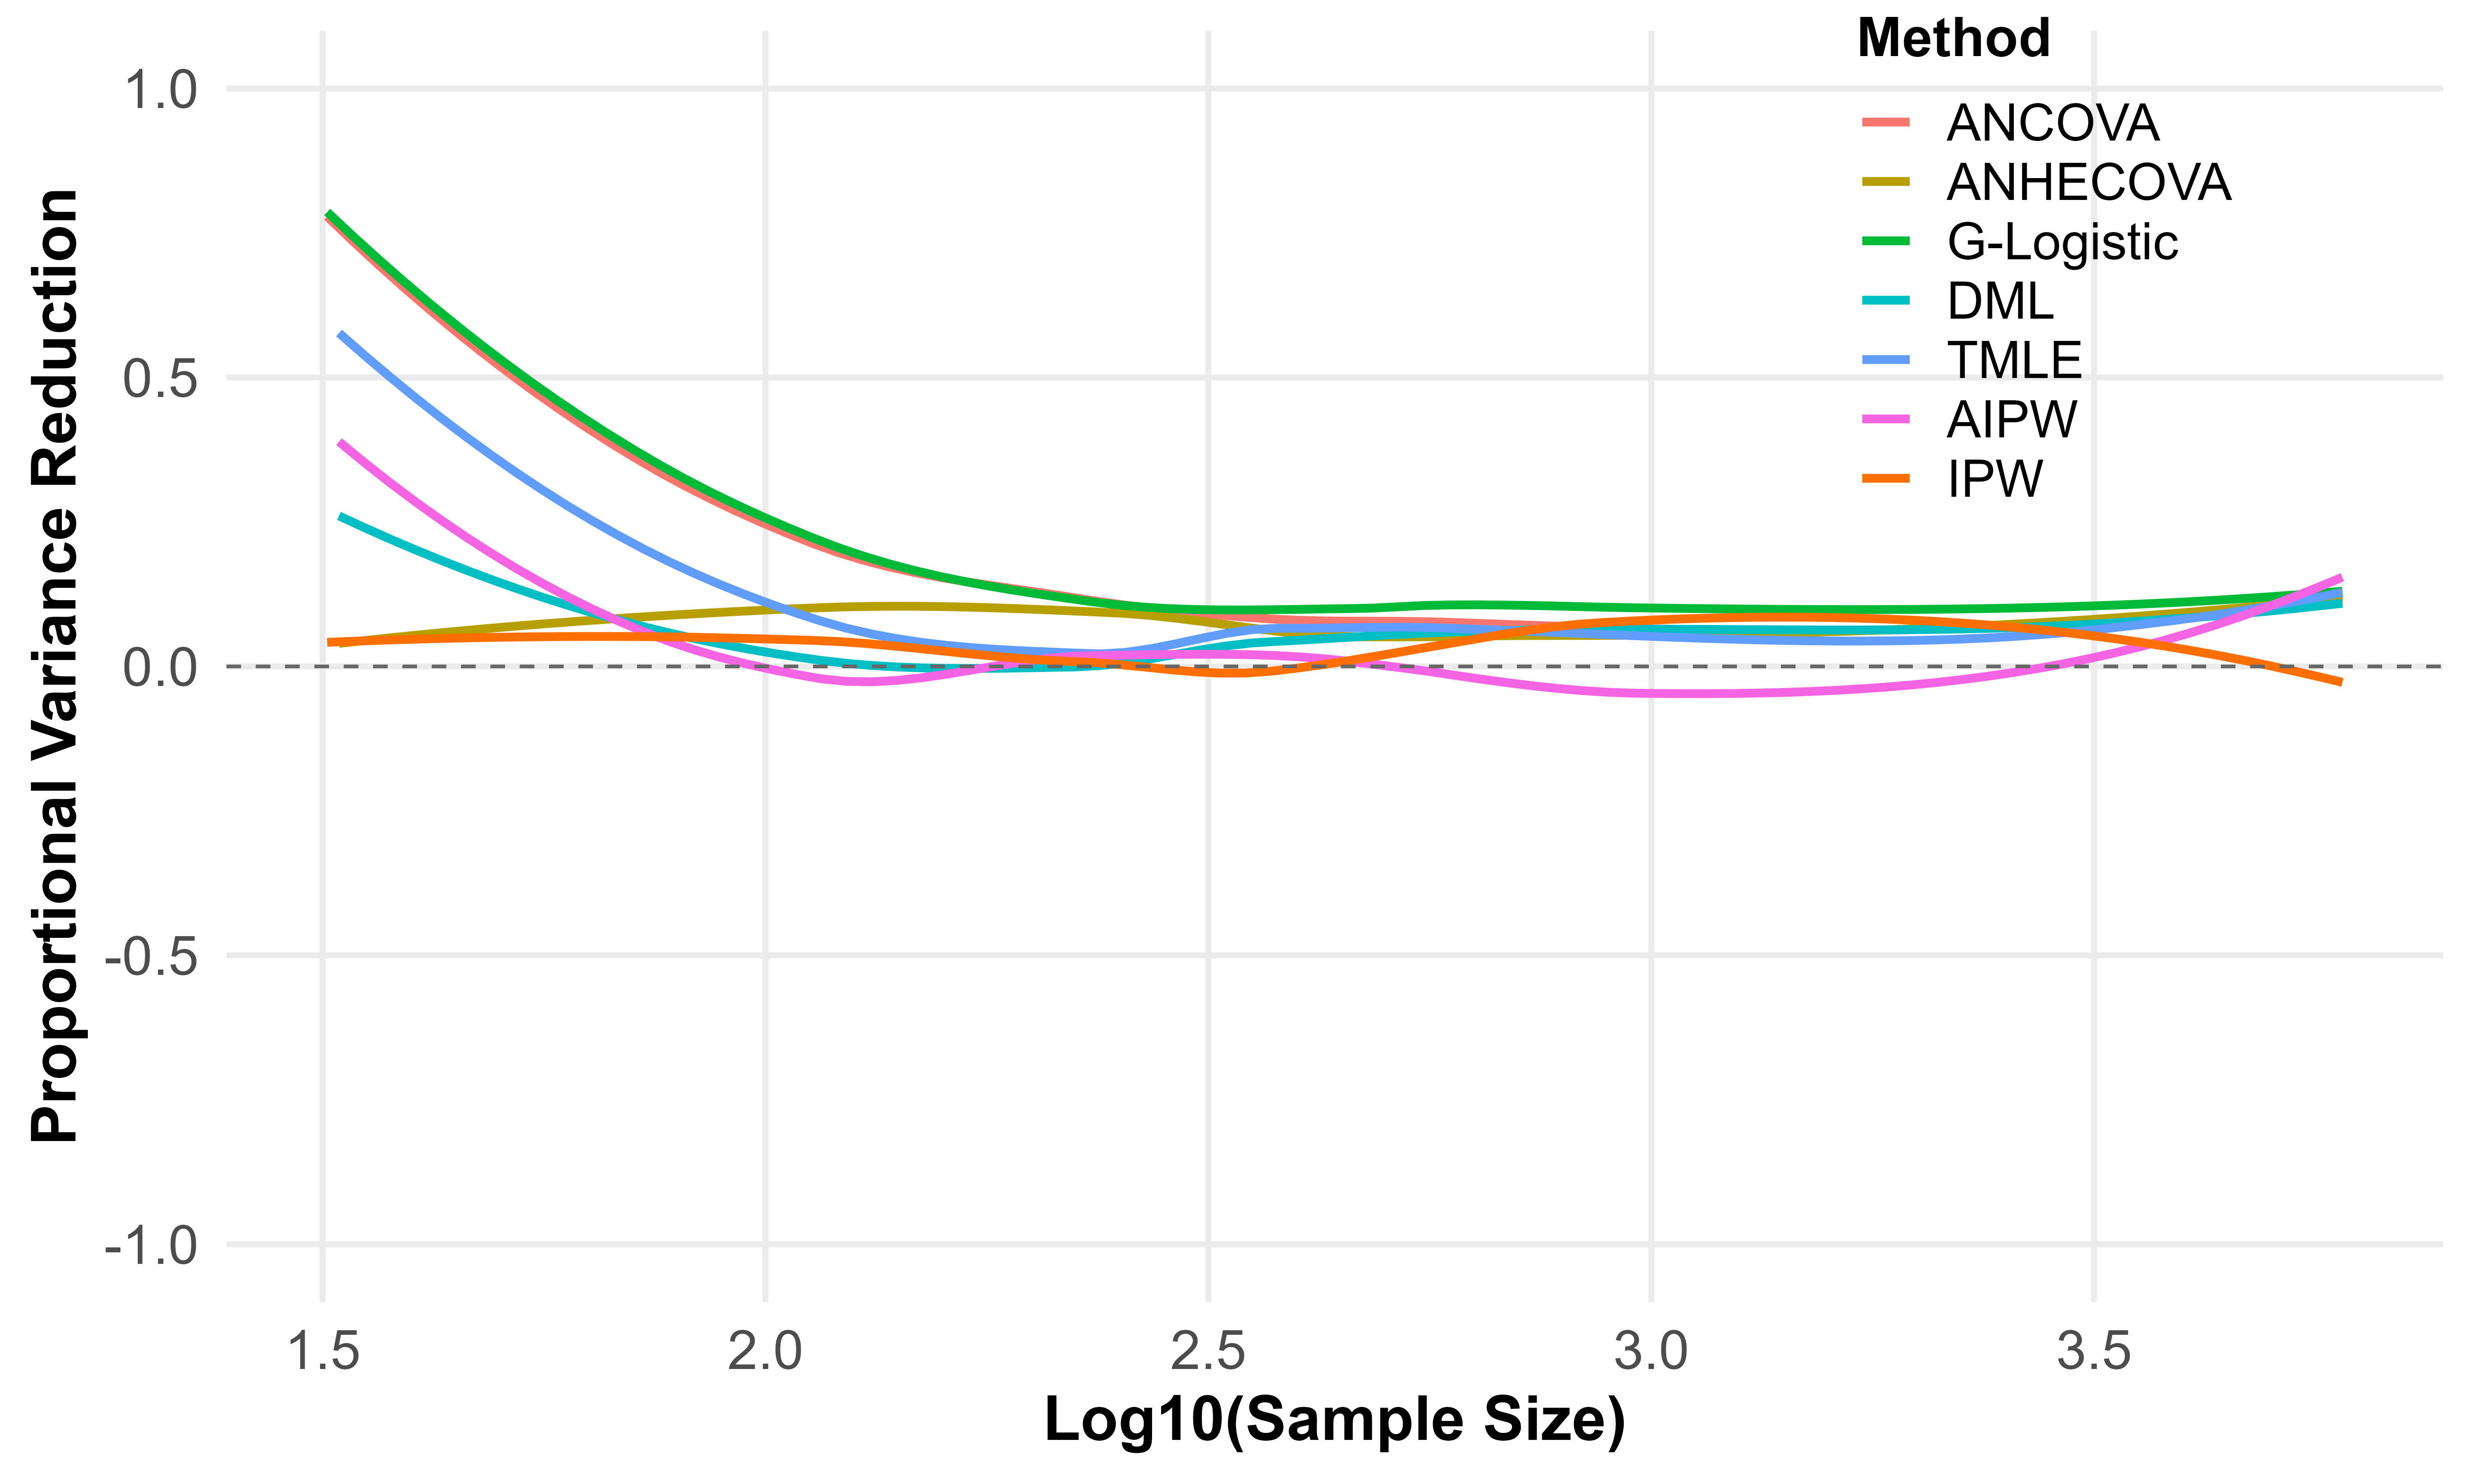 Method
ANCOVA
ANHECOVA
G-Logistic
DML
TMLE
AIPW
IPW
Proportional Variance Reduction
1.0
0.5
0.0
-0.5
-1.0
1.5
2.0
2.5
3.0
3.5
Log10(Sample Size)